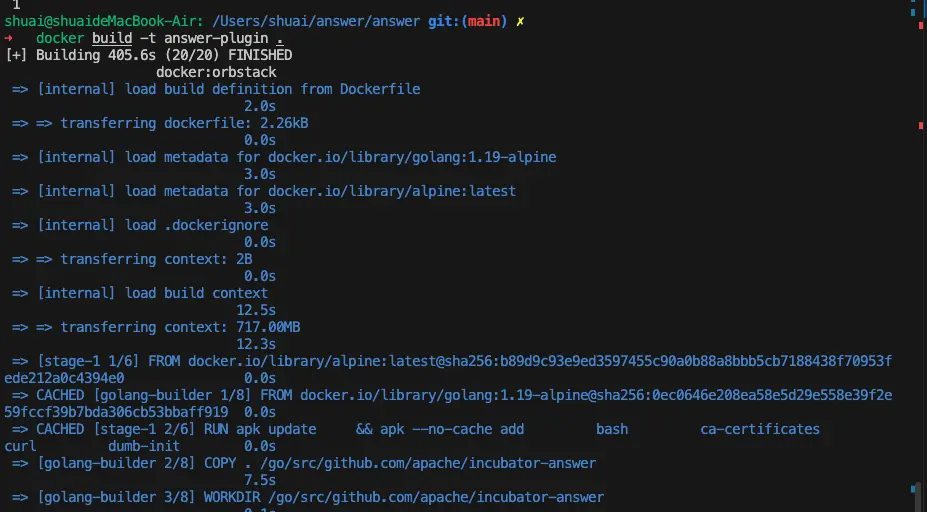 1
shuai@shuaideMacBook-Air: /Users/shuai/answer/answer git:(main) ✗
→ docker build -t answer-plugin .
[+] Building 405.6s (20/20) FINISHED
docker:orbstack
=> [internal] load build definition from Dockerfile
2.0s
=> => transferring dockerfile: 2.26kB
0.0s
=> [internal] load metadata for docker.io/library/golang:1.19-alpine
3.0s
=> [internal] load metadata for docker.io/library/alpine:latest
3.0s
=> [internal] load .dockerignore
0.0s
=> => transferring context: 2B
0.0s
=> [internal] load build context
12.5s
=> => transferring context: 717.00MB
12.3s
=> [stage-1 1/6] FROM docker.io/library/alpine:latest@sha256:b89d9c93e9ed3597455c90a0b88a8bbb5cb7188438f70953f
ede212a0c4394e0 0.0s
=> CACHED [golang-builder 1/8] FROM docker.io/library/golang:1.19-alpine@sha256:0ec0646e208ea58e5d29e558e39f2e
59fccf39b7bda306cb53bbaff919 0.0s
=> CACHED [stage-1 2/6] RUN apk update && apk --no-cache add bash ca-certificates
curl dumb-init 0.0s
=> [golang-builder 2/8] COPY . /go/src/github.com/apache/incubator-answer
7.5s
=> [golang-builder 3/8] WORKDIR /go/src/github.com/apache/incubator-answer
0.1s